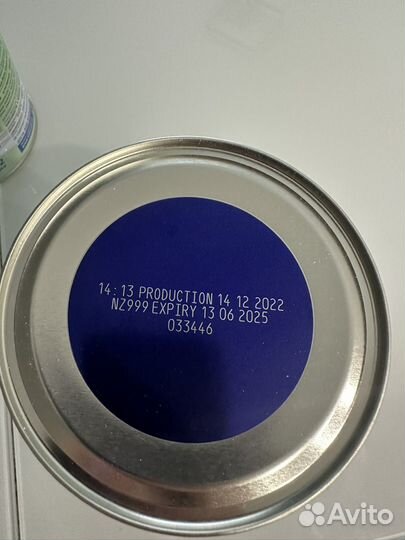 14:13 PRODUCTION 14 12 2022
NZ999 EXPIRY 13 06 2025
033446
Avito